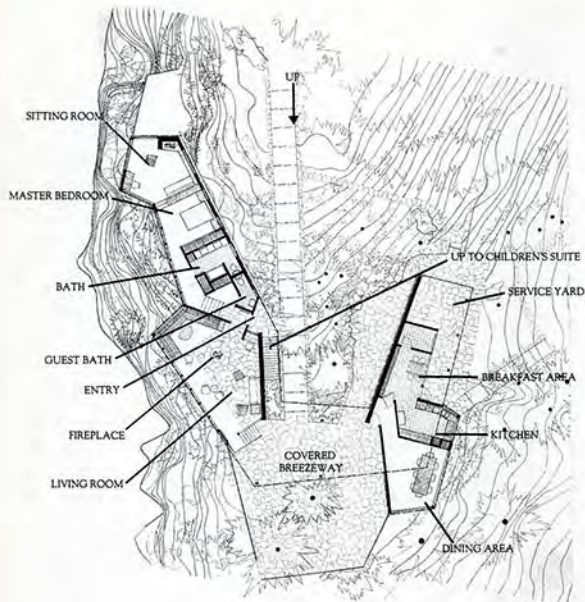 UP
SITTING ROOM
MASTER BEDROOM
BATH
GUEST BATH
ENTRY
FIREPLACE
LIVING ROOM
COVERED
BREEZEWAY
UP TO CHILDREN'S SUITE
SERVICE YARD
BREAKFAST AREA
KITCHEN
DINING AREA